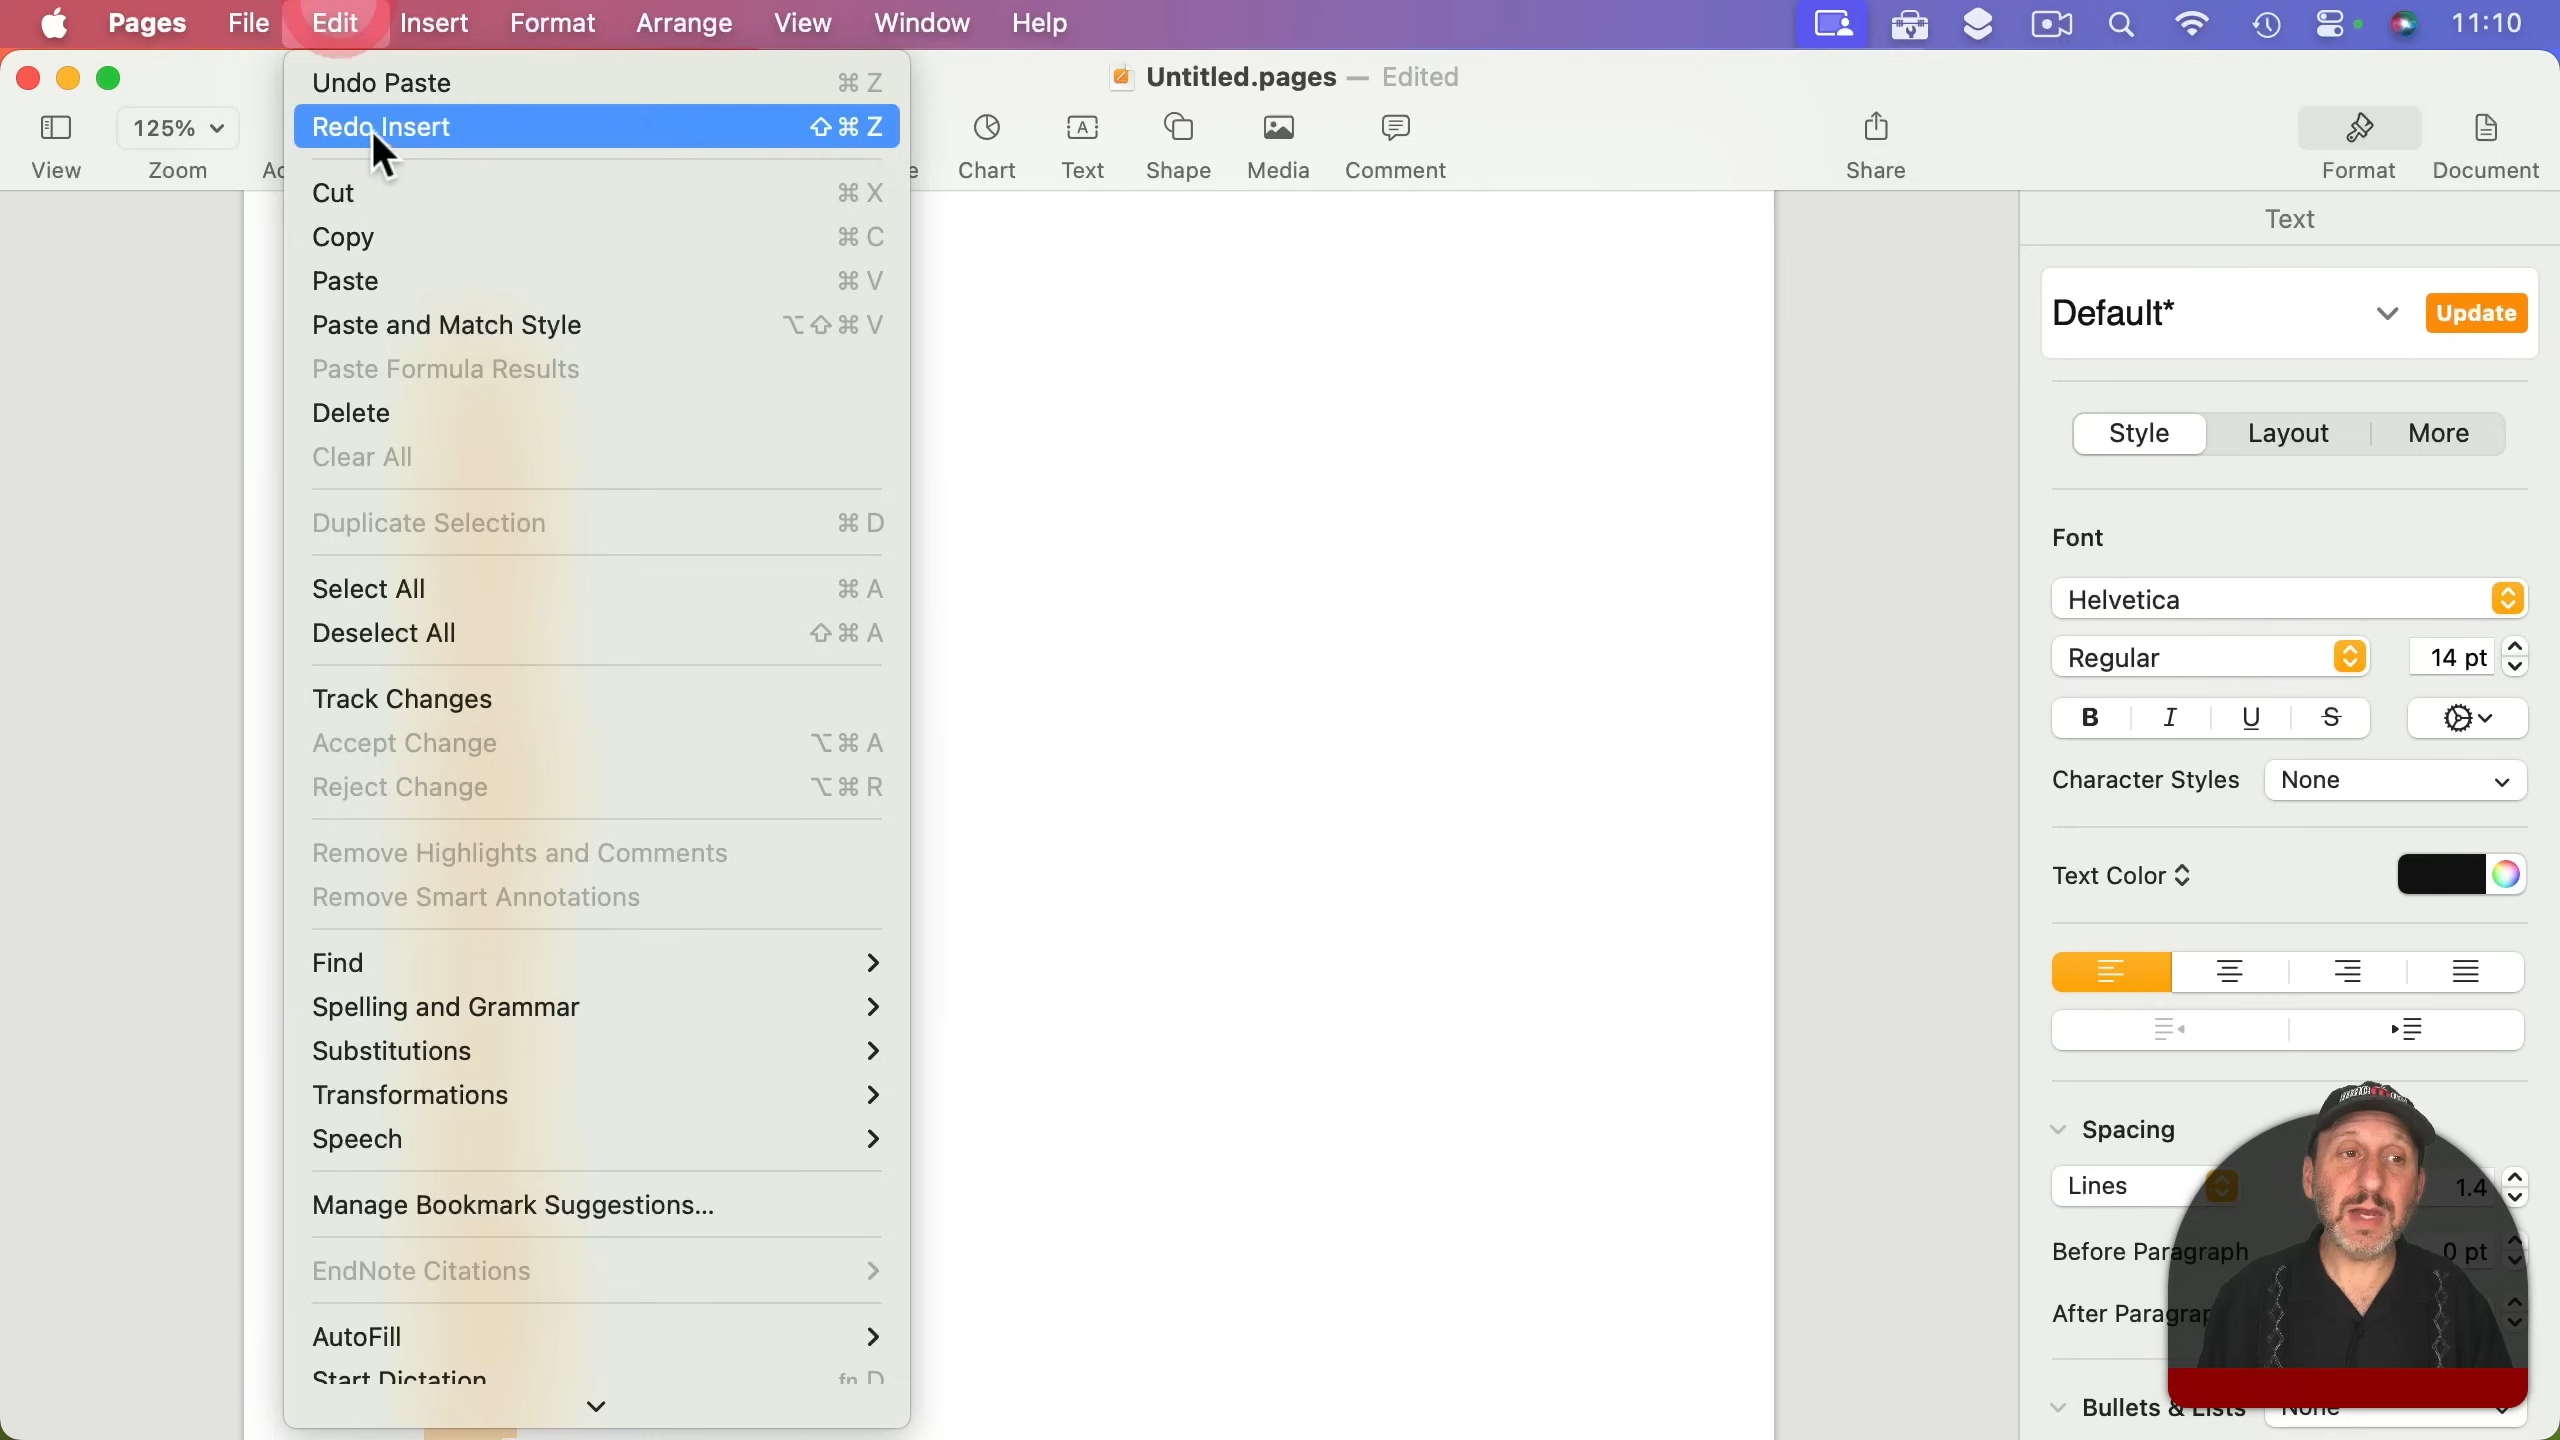 Pages File Edit Insert Format Arrange View Window Help 11:10
Untitled.pages — Edited
125%
View Zoom Chart Text Shape Media Comment Share Format Document
Undo Paste ⌘ Z
Redo Insert ⇧ ⌘ Z
Cut ⌘ X
Copy ⌘ C
Paste ⌘ V
Paste and Match Style ⌥ ⇧ ⌘ V
Paste Formula Results
Delete
Clear All
Duplicate Selection ⌘ D
Select All ⌘ A
Deselect All ⇧ ⌘ A
Track Changes
Accept Change ⌥ ⌘ A
Reject Change ⌥ ⌘ R
Remove Highlights and Comments
Remove Smart Annotations
Find
Spelling and Grammar
Substitutions
Transformations
Speech
Manage Bookmark Suggestions...
EndNote Citations
AutoFill
Start Dictation fn D
Text
Default* Update
Style Layout More
Font
Helvetica
Regular 14 pt
B I U S
Character Styles None
Text Color
Spacing
Lines 1.4
Before Paragraph 0 pt
After
Bullets & Lists None